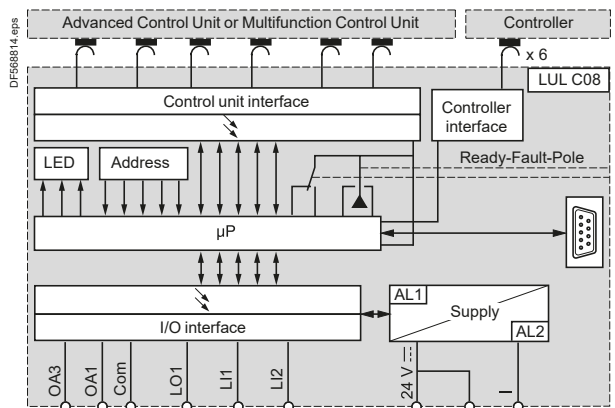 Advanced Control Unit or Multifunction Control Unit
Controller
DF568814.eps
x 6
LUL C08
Control unit interface
Controller
interface
LED
Address
Ready-Fault-Pole
µP
I/O interface
AL1
Supply
AL2
OA3
OA1
Com
LO1
LI1
LI2
24 V
I